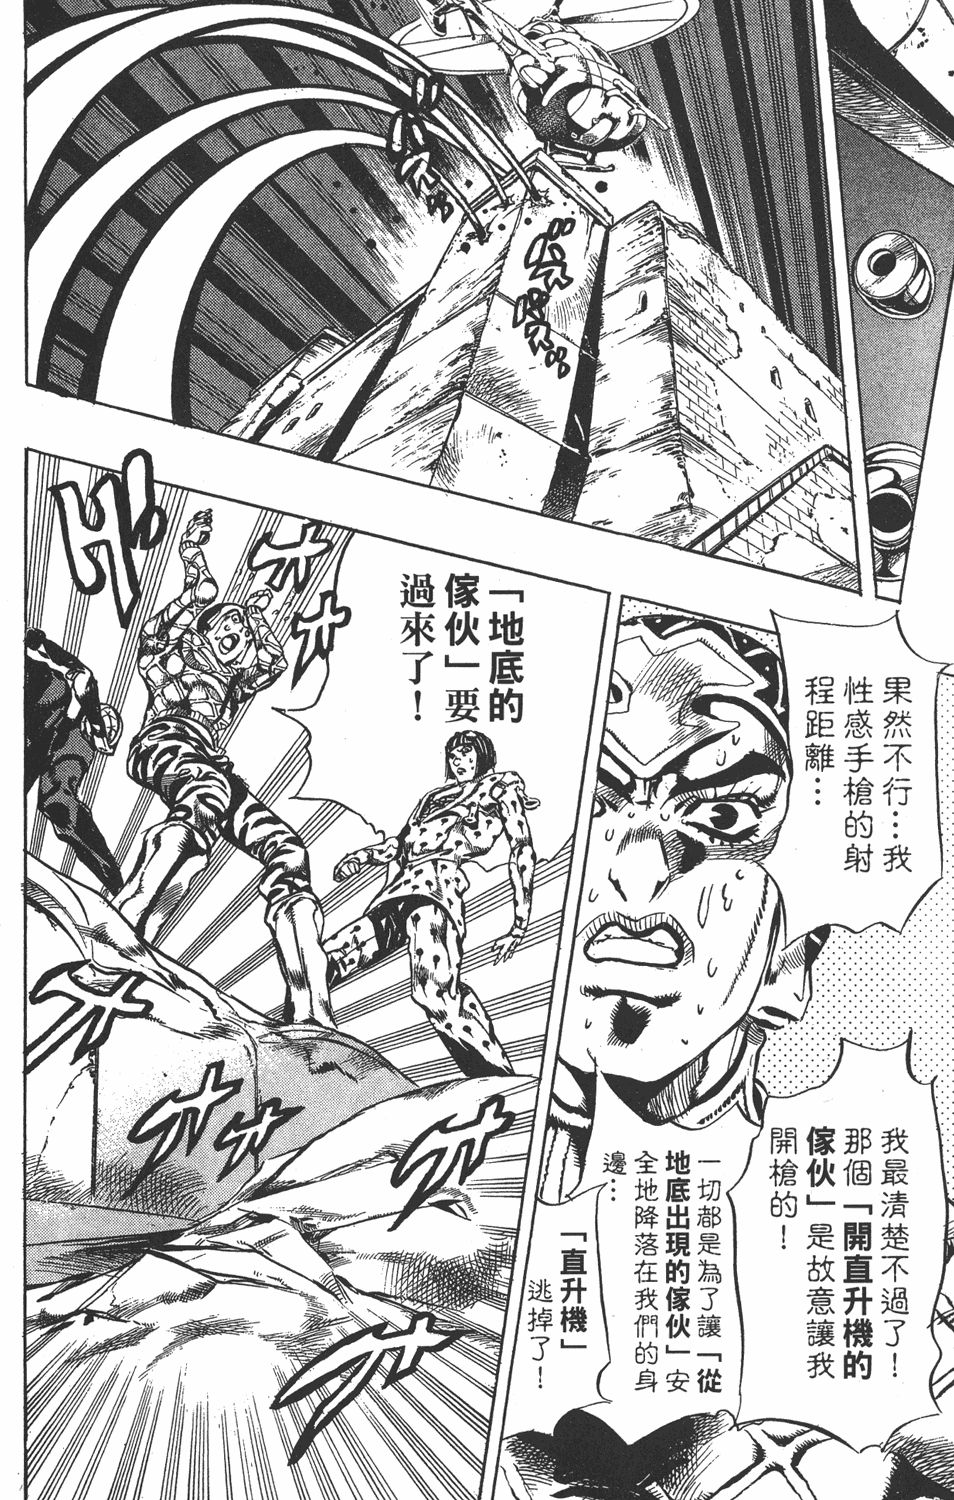 ドドドド
ドドドド
果然不行…我
性感手槍的射
程距離…
我最清楚不過了！
那個「開直升機的
傢伙」是故意讓我
開槍的！
一切都是為了讓「從
地底出現的傢伙」安
全地降落在我們的身
邊…
「直升機」
逃掉了！
「地底的
傢伙」要
過來了！
オオ
オオオオ